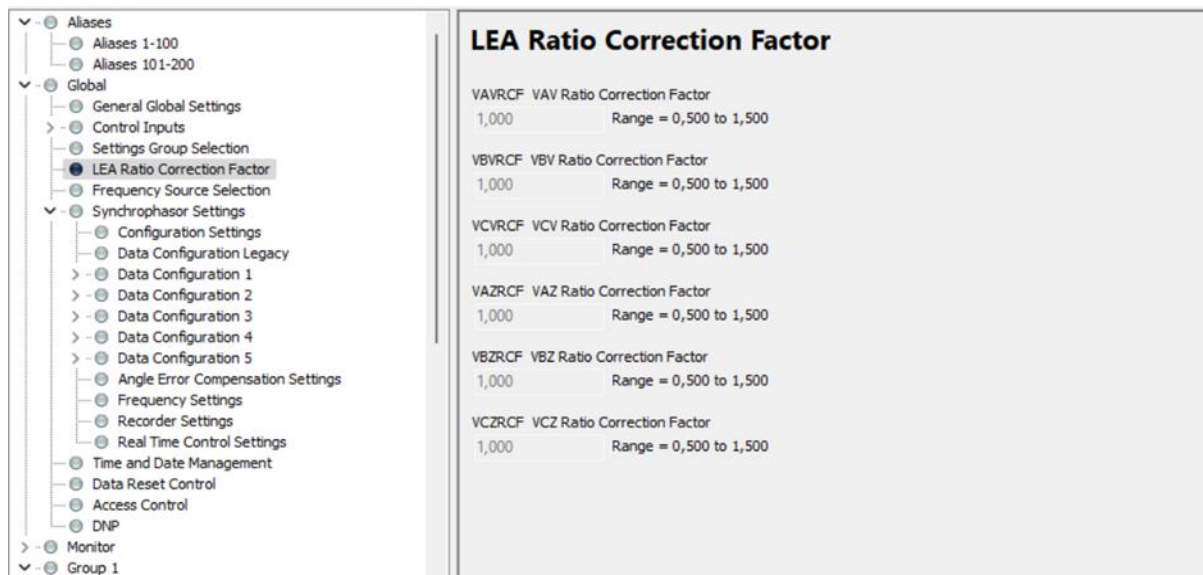 Aliases
Aliases 1-100
Aliases 101-200
Global
General Global Settings
Control Inputs
Settings Group Selection
LEA Ratio Correction Factor
Frequency Source Selection
Synchrophasor Settings
Configuration Settings
Data Configuration Legacy
Data Configuration 1
Data Configuration 2
Data Configuration 3
Data Configuration 4
Data Configuration 5
Angle Error Compensation Settings
Frequency Settings
Recorder Settings
Real Time Control Settings
Time and Date Management
Data Reset Control
Access Control
DNP
Monitor
Group 1
LEA Ratio Correction Factor
VAVRCF VAV Ratio Correction Factor
1,000 Range = 0,500 to 1,500
VBVRCF VBV Ratio Correction Factor
1,000 Range = 0,500 to 1,500
VCVRCF VCV Ratio Correction Factor
1,000 Range = 0,500 to 1,500
VAZRCF VAZ Ratio Correction Factor
1,000 Range = 0,500 to 1,500
VBZRCF VBZ Ratio Correction Factor
1,000 Range = 0,500 to 1,500
VCZRCF VCZ Ratio Correction Factor
1,000 Range = 0,500 to 1,500